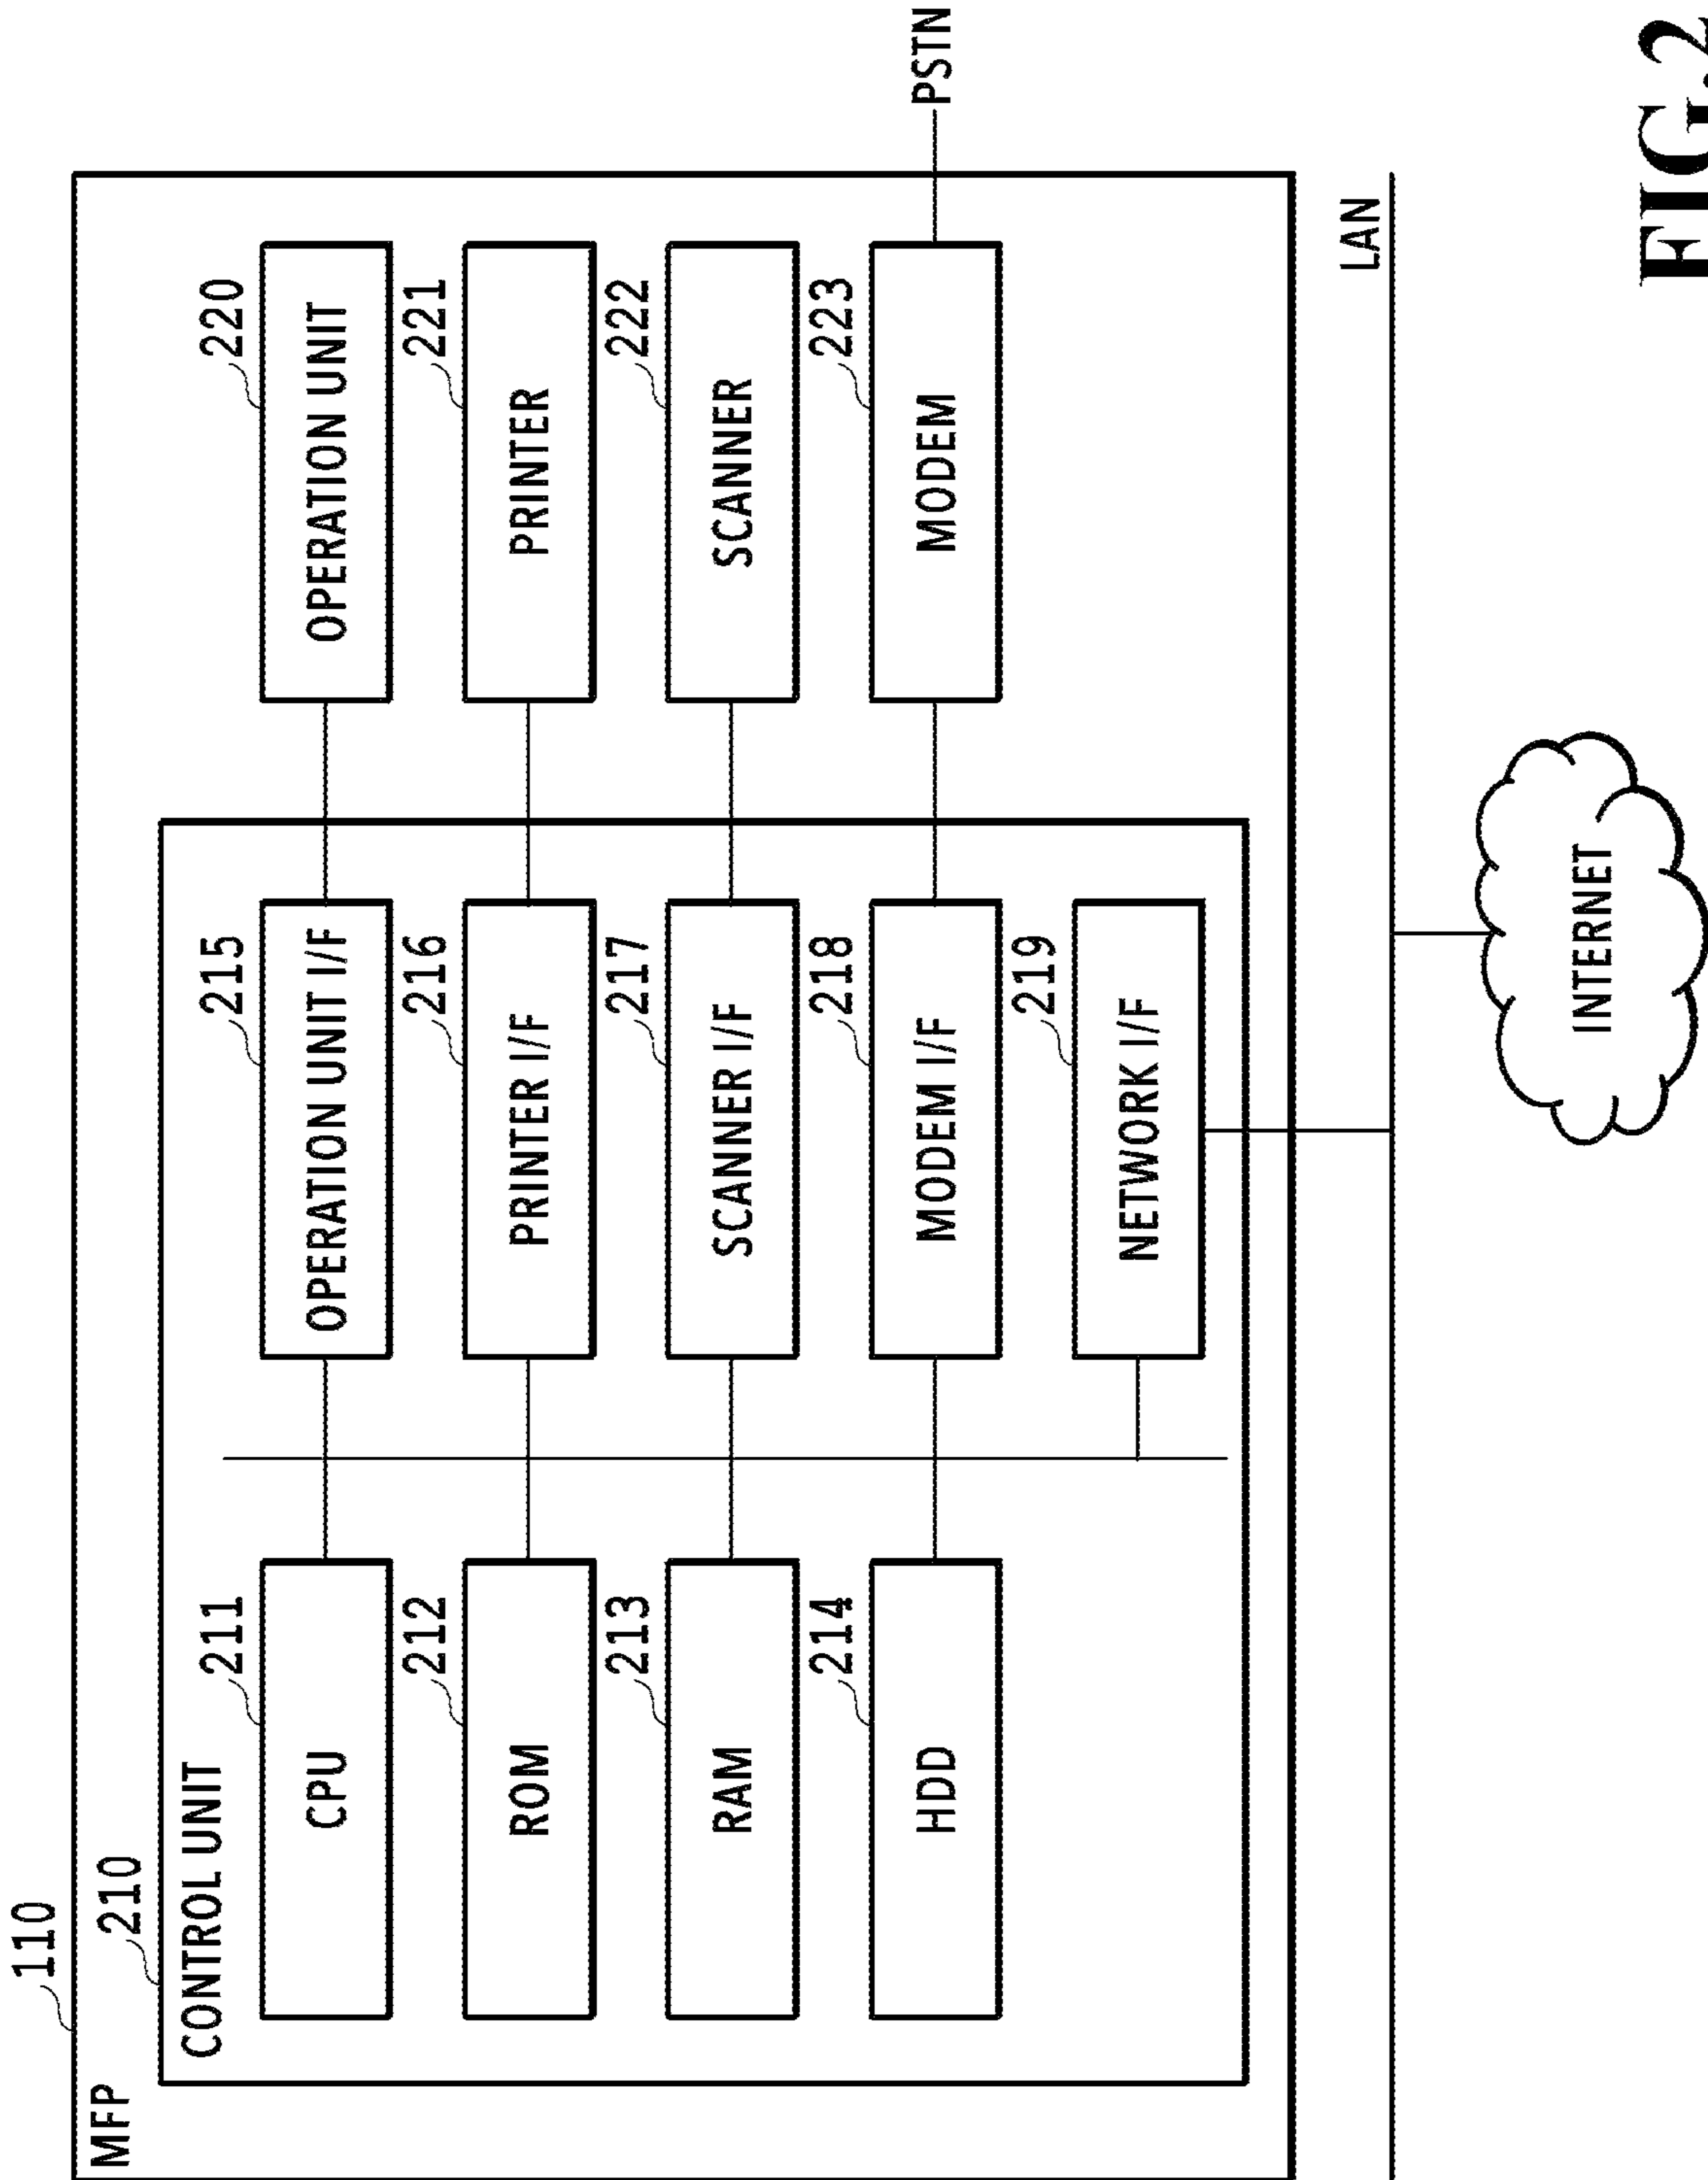 110
MFP
210
CONTROL UNIT
211
CPU
215
OPERATION UNIT I/F
220
OPERATION UNIT
212
ROM
216
PRINTER I/F
221
PRINTER
213
RAM
217
SCANNER I/F
222
SCANNER
214
HDD
218
MODEM I/F
223
MODEM
PSTN
219
NETWORK I/F
LAN
INTERNET
FIG.2